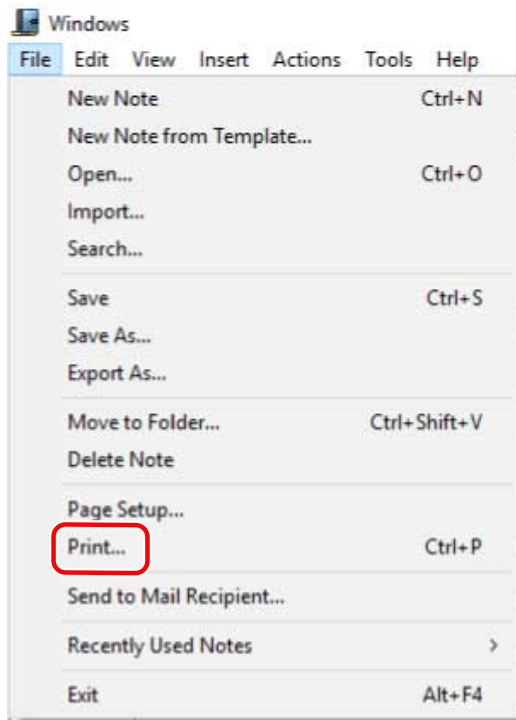 Windows
File Edit View Insert Actions Tools Help
New Note Ctrl+N
New Note from Template...
Open... Ctrl+O
Import...
Search...
Save Ctrl+S
Save As...
Export As...
Move to Folder... Ctrl+Shift+V
Delete Note
Page Setup...
Print... Ctrl+P
Send to Mail Recipient...
Recently Used Notes >
Exit Alt+F4